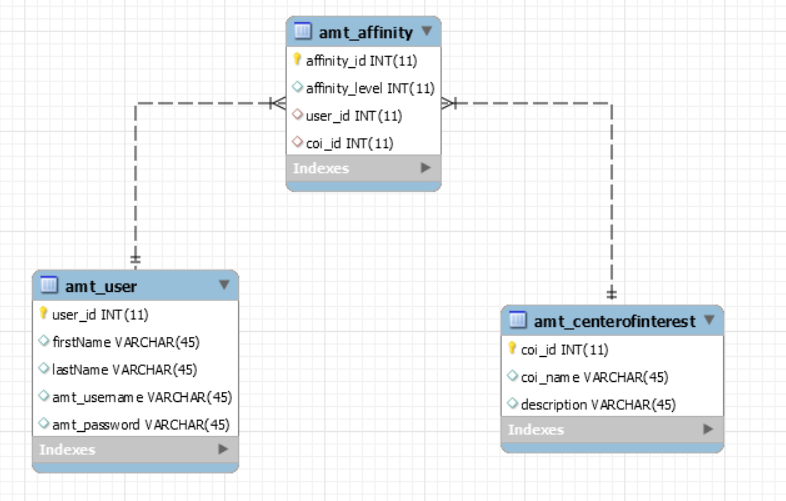 amt_affinity
affinity_id INT(11)
affinity_level INT(11)
user_id INT(11)
coi_id INT(11)
Indexes
amt_user
user_id INT(11)
firstName VARCHAR(45)
lastName VARCHAR(45)
amt_username VARCHAR(45)
amt_password VARCHAR(45)
Indexes
amt_centerofinterest
coi_id INT(11)
coi_name VARCHAR(45)
description VARCHAR(45)
Indexes